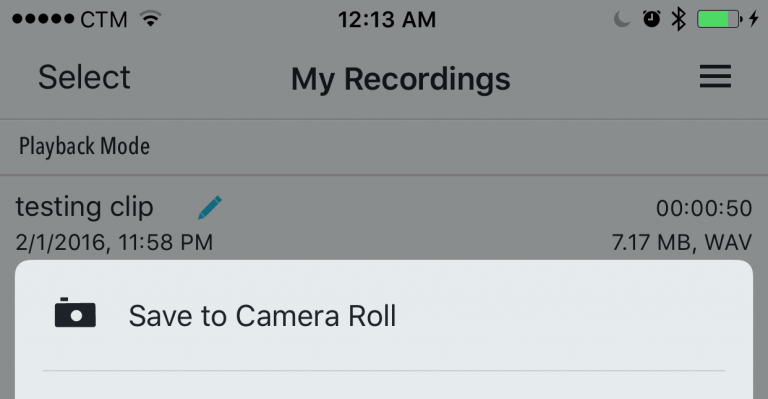 CTM 12:13 AM
Select My Recordings
Playback Mode
testing clip 00:00:50
2/1/2016, 11:58 PM 7.17 MB, WAV
Save to Camera Roll